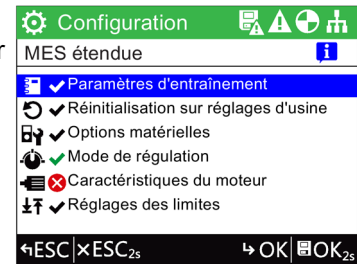 Configuration
r
MES étendue
i
Paramètres d'entraînement
Réinitialisation sur réglages d'usine
Options matérielles
Mode de régulation
Caractéristiques du moteur
Réglages des limites
ESC ESC2s OK OK2s